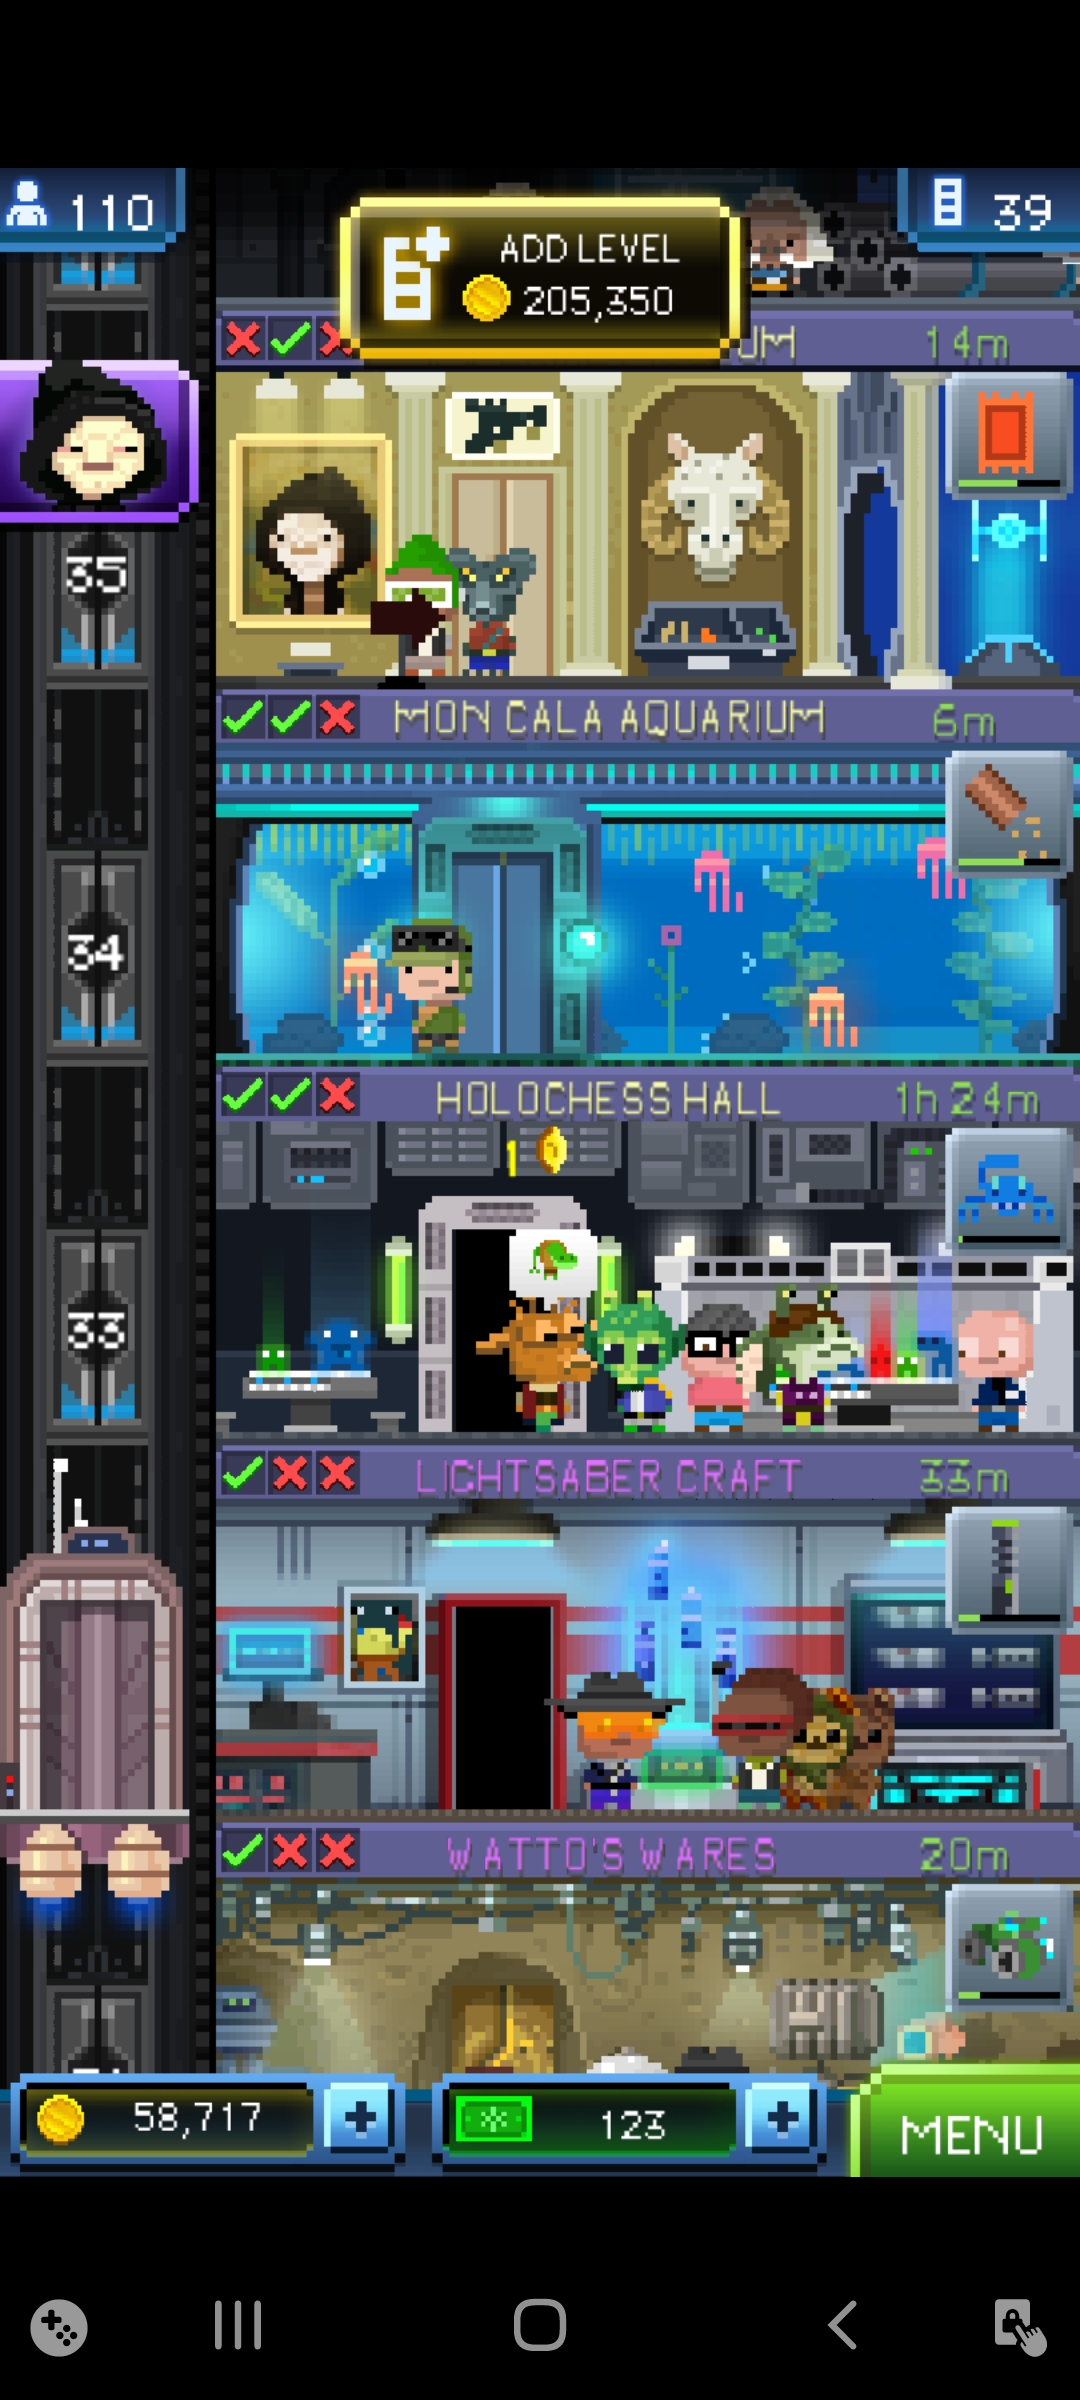 110
39
ADD LEVEL
205,350
UM 14m
35
MON CALA AQUARIUM 6m
34
HOLOCHESS HALL 1h 24m
1
33
LIGHTSABER CRAFT 33m
WATTO'S WARES 20m
58,717
123
MENU